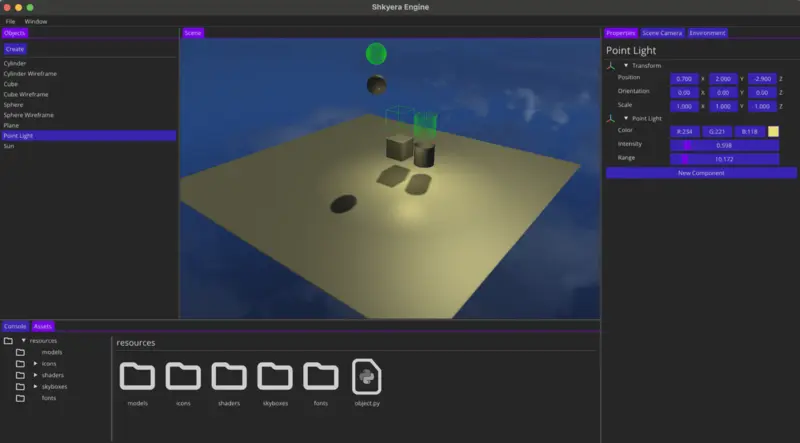 Shkyera Engine
File Window
Objects
Create
Cylinder
Cylinder Wireframe
Cube
Cube Wireframe
Sphere
Sphere Wireframe
Plane
Point Light
Sun
Scene
Properties Scene Camera Environment
Point Light
Transform
Position 0.700 X 2.000 Y -2.900 Z
Orientation 0.00 X 0.00 Y 0.00 Z
Scale 1.000 X 1.000 Y 1.000 Z
Point Light
Color R:234 G:221 B:118
Intensity 0.598
Range 10.172
New Component
Console Assets
resources
models
icons
shaders
skyboxes
fonts
resources
models icons shaders skyboxes fonts object.py